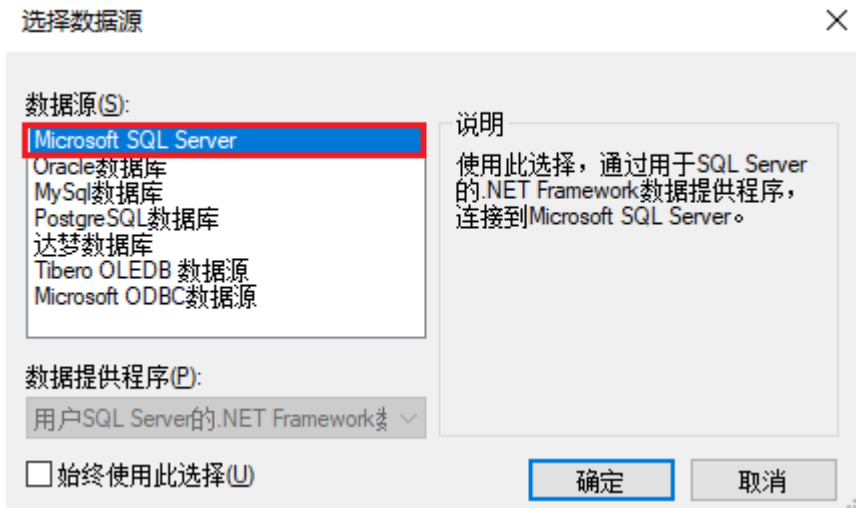 选择数据源
数据源(S):
Microsoft SQL Server
Oracle数据库
MySql数据库
PostgreSQL数据库
达梦数据库
Tibero OLEDB 数据源
Microsoft ODBC数据源
说明
使用此选择，通过用于SQL Server
的.NET Framework数据提供程序，
连接到Microsoft SQL Server。
数据提供程序(P):
用户SQL Server的.NET Framework
始终使用此选择(U)
确定
取消